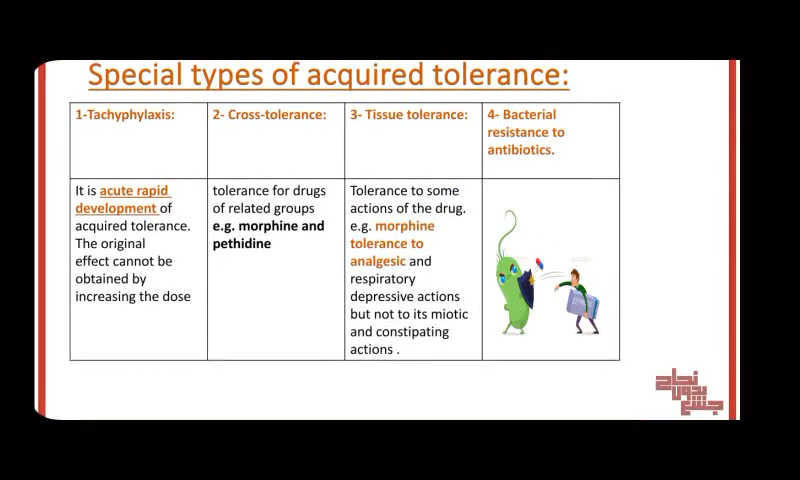 Special types of acquired tolerance:
1-Tachyphylaxis:
2- Cross-tolerance:
3- Tissue tolerance:
4- Bacterial
resistance to
antibiotics.
It is acute rapid
development of
acquired tolerance.
The original
effect cannot be
obtained by
increasing the dose
tolerance for drugs
of related groups
e.g. morphine and
pethidine
Tolerance to some
actions of the drug.
e.g. morphine
tolerance to
analgesic and
respiratory
depressive actions
but not to its miotic
and constipating
actions .
نجاح
بدون
جشع